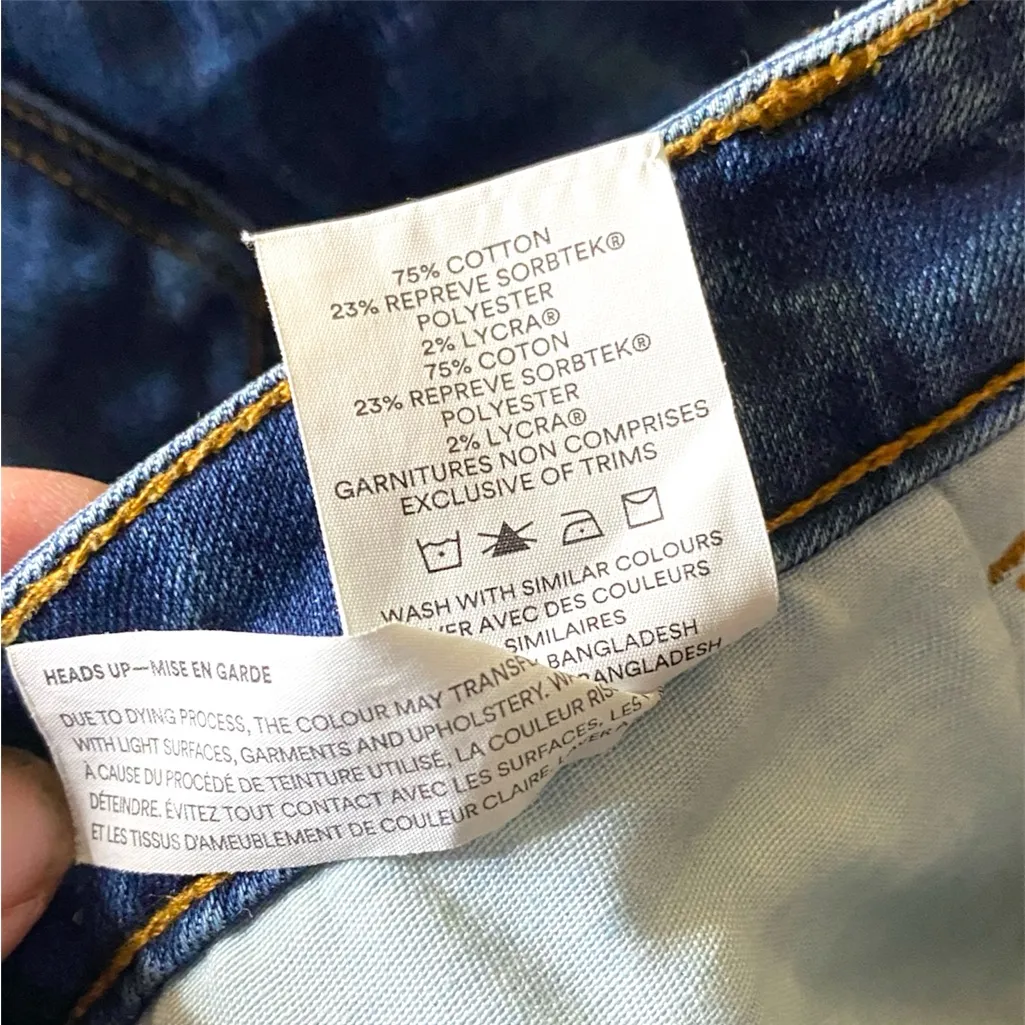 75% COTTON
23% REPREVE SORBTEK®
POLYESTER
2% LYCRA®
75% COTON
23% REPREVE SORBTEK®
POLYESTER
2% LYCRA®
GARNITURES NON COMPRISES
EXCLUSIVE OF TRIMS
WASH WITH SIMILAR COLOURS
AVEC DES COULEURS
SIMILAIRES
BANGLADESH
BANGLADESH
HEADS UP—MISE EN GARDE
DUE TO DYING PROCESS, THE COLOUR MAY
WITH LIGHT SURFACES, GARMENTS AND UPHOLSTERY.
À CAUSE DU PROCÉDÉ DE TEINTURE UTILISÉ, LA COULEUR
DÉTEINDRE. ÉVITEZ TOUT CONTACT AVEC LES SURFACES, LES
ET LES TISSUS D'AMEUBLEMENT DE COULEUR CLAIRE.